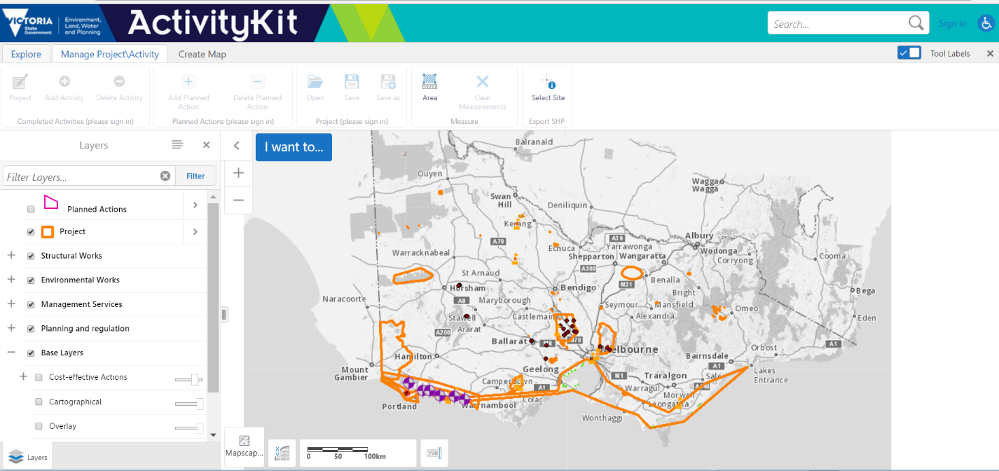 VICTORIA
State
Government
Environment,
Land, Water
and Planning
ActivityKit
Search...
Sign in
Explore
Manage Project\Activity
Create Map
Tool Labels
Project
Add Activity
Delete Activity
Completed Activities (please sign in)
Add Planned
Action
Delete Planned
Action
Planned Actions (please sign in)
Open
Save
Save as
Project (please sign in)
Area
Clear
Measurements
Measure
Select Site
Export SHP
Layers
Filter Layers...
Filter
Planned Actions
Project
Structural Works
Environmental Works
Management Services
Planning and regulation
Base Layers
Cost-effective Actions
Cartographical
Overlay
Layers
I want to...
Balranald
Ouyen
Wagga
Wagga
Swan
Hill
Deniliquin
Kerang
A79
A39
Albury
Echuca
Yarrawonga
Wodonga
Warracknabeal
Shepparton
Wangaratta
Corryong
Cooma
A300
St Arnaud
Benalla
M31
Horsham
Bendigo
Bright
Bega
Naracoorte
A8
Maryborough
Seymour
Mansfield
Omeo
Stawell
Castlemaine
Alexandra
Eden
Ararat
A200
Ballarat
M8
M79
A1
Hamilton
Melbourne
Orbost
Bairnsdale
Mount
Gambier
Geelong
A1
Lakes
Entrance
M1
Traralgon
Sale
Camperdown
A1
Warragul
Morwell
Colac
Leongatha
Portland
Warrnambool
Wonthaggi
Mapscap...
0
50
100km
1:500